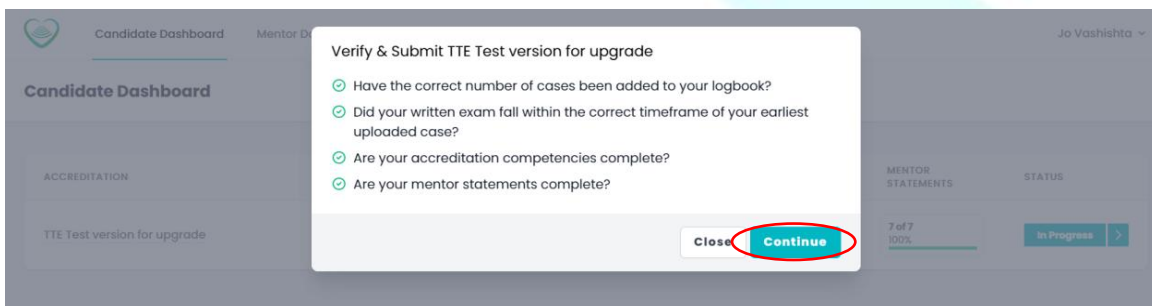 Candidate Dashboard Mentor D
Jo Vashishta
Candidate Dashboard
Verify & Submit TTE Test version for upgrade
Have the correct number of cases been added to your logbook?
Did your written exam fall within the correct timeframe of your earliest
uploaded case?
Are your accreditation competencies complete?
Are your mentor statements complete?
Close Continue
ACCREDITATION
MENTOR
STATEMENTS
STATUS
TTE Test version for upgrade
7 of 7
100%
In Progress